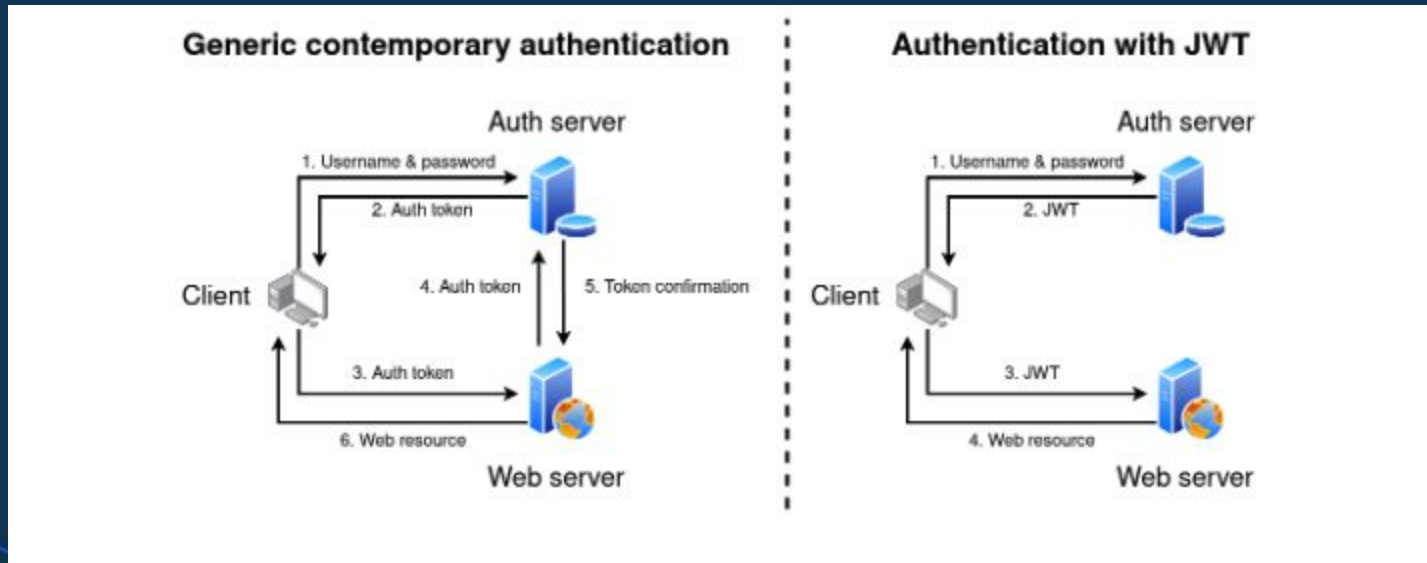 Generic contemporary authentication
Auth server
1. Username & password
2. Auth token
Client
4. Auth token
5. Token confirmation
3. Auth token
6. Web resource
Web server
Authentication with JWT
Auth server
1. Username & password
2. JWT
Client
3. JWT
4. Web resource
Web server